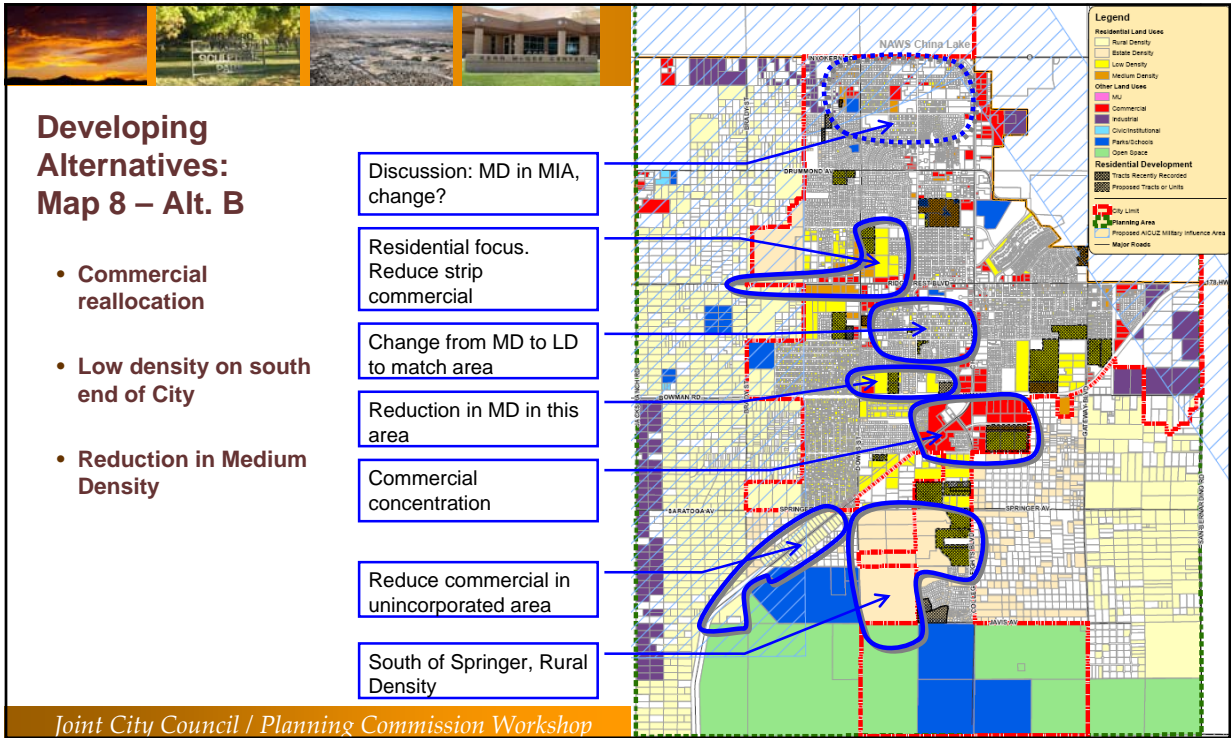 Developing
Alternatives:
Map 8 – Alt. B
• Commercial
reallocation
• Low density on south
end of City
• Reduction in Medium
Density
Discussion: MD in MIA,
change?
Residential focus.
Reduce strip
commercial
Change from MD to LD
to match area
Reduction in MD in this
area
Commercial
concentration
Reduce commercial in
unincorporated area
South of Springer, Rural
Density
Joint City Council / Planning Commission Workshop
NAWS China Lake
DRUMMOND AV
BOWMAN RD
SARATOGA AV
SPRINGER AV
JAVIS AV
GATEWAY BLVD
178 HW
Legend
Residential Land Uses
Rural Density
Estate Density
Low Density
Medium Density
Other Land Uses
MU
Commercial
Industrial
Civic/Institutional
Parks/Schools
Open Space
Residential Development
Tracts Recently Recorded
Proposed Tracts or Units
City Limit
Planning Area
Proposed AICUZ Military Influence Area
Major Roads